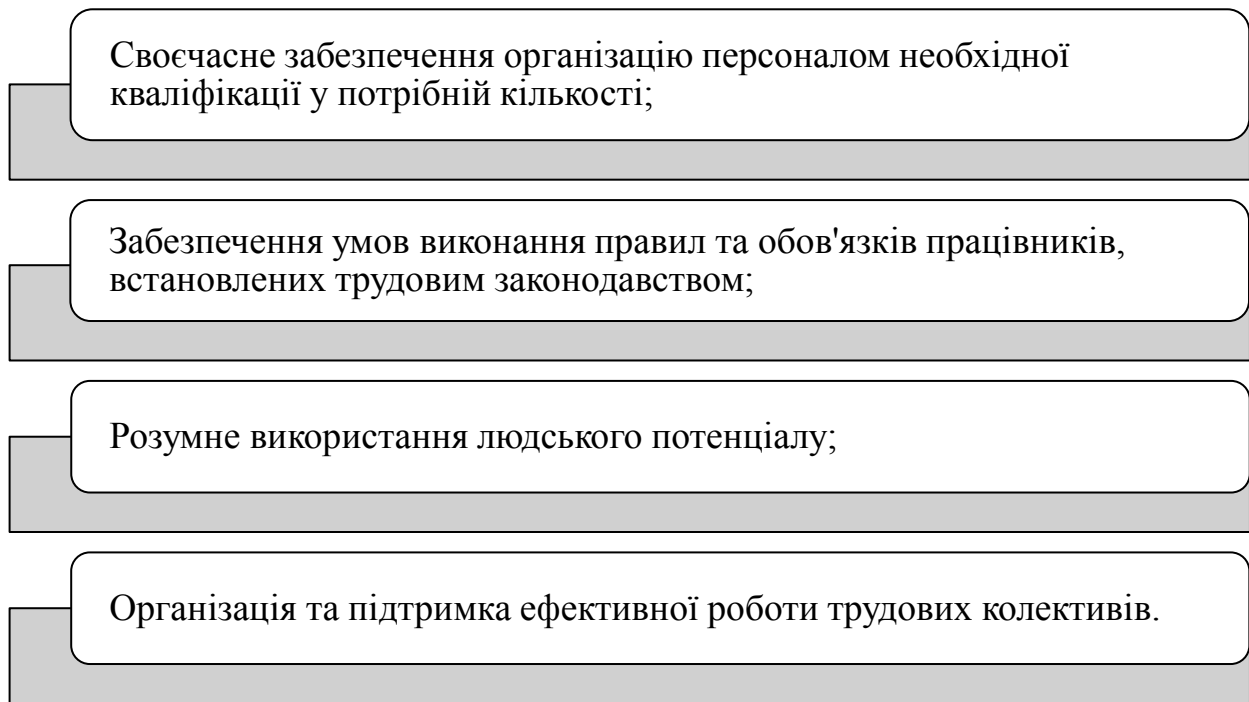 Своєчасне забезпечення організацію персоналом необхідної
кваліфікації у потрібній кількості;
Забезпечення умов виконання правил та обов'язків працівників,
встановлених трудовим законодавством;
Розумне використання людського потенціалу;
Організація та підтримка ефективної роботи трудових колективів.